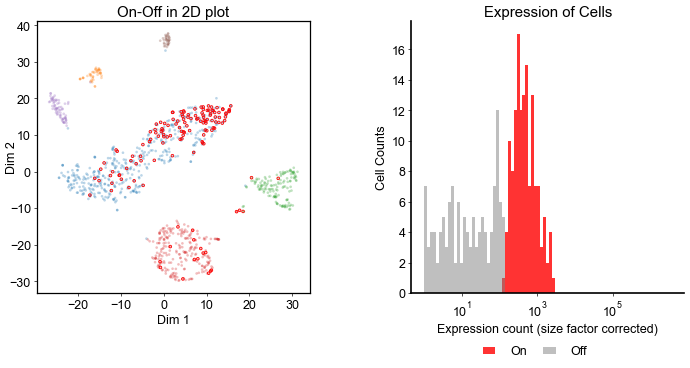 On-Off in 2D plot
Expression of Cells
40
30
20
10
0
−10
−20
−30
Dim 2
−20 −10 0 10 20 30
Dim 1
16
14
12
10
8
6
4
2
0
Cell Counts
10^1 10^3 10^5
Expression count (size factor corrected)
On Off